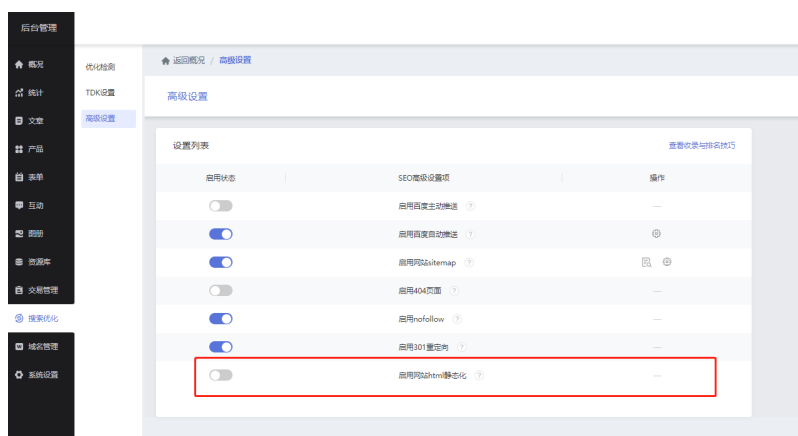 后台管理
概况
统计
文章
产品
表单
互动
图册
资源库
交易管理
搜索优化
域名管理
系统设置
优化检测
TDK设置
高级设置
返回概况 / 高级设置
高级设置
设置列表 查看收录与排名技巧
启用状态 SEO高级设置项 操作
启用百度主动推送 ? —
启用百度自动推送 ?
启用网站sitemap ?
启用404页面 ? —
启用nofollow ? —
启用301重定向 ? —
启用网站html静态化 ? —